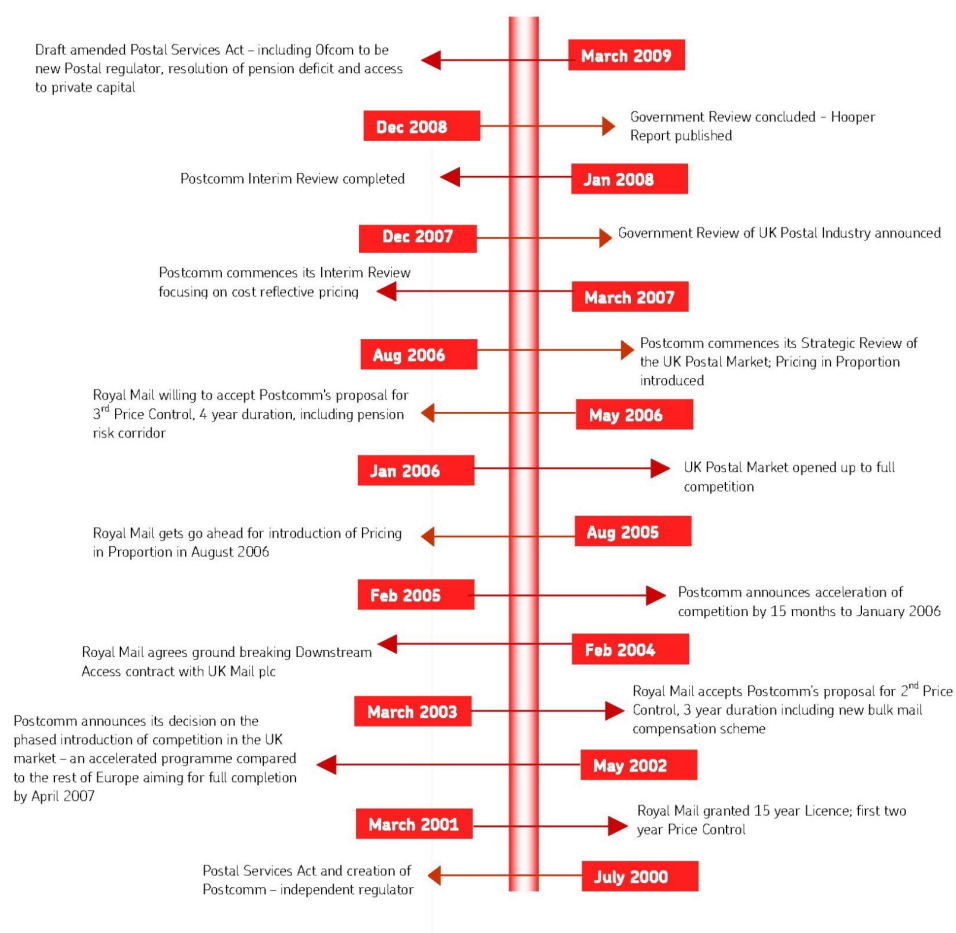 Draft amended Postal Services Act – including Ofcom to be
new Postal regulator, resolution of pension deficit and access
to private capital
March 2009
Dec 2008
Government Review concluded – Hooper
Report published
Postcomm Interim Review completed
Jan 2008
Dec 2007
Government Review of UK Postal Industry announced
Postcomm commences its Interim Review
focusing on cost reflective pricing
March 2007
Aug 2006
Postcomm commences its Strategic Review of
the UK Postal Market; Pricing in Proportion
introduced
Royal Mail willing to accept Postcomm's proposal for
3rd Price Control, 4 year duration, including pension
risk corridor
May 2006
Jan 2006
UK Postal Market opened up to full
competition
Royal Mail gets go ahead for introduction of Pricing
in Proportion in August 2006
Aug 2005
Feb 2005
Postcomm announces acceleration of
competition by 15 months to January 2006
Royal Mail agrees ground breaking Downstream
Access contract with UK Mail plc
Feb 2004
March 2003
Royal Mail accepts Postcomm's proposal for 2nd Price
Control, 3 year duration including new bulk mail
compensation scheme
Postcomm announces its decision on the
phased introduction of competition in the UK
market – an accelerated programme compared
to the rest of Europe aiming for full completion
by April 2007
May 2002
March 2001
Royal Mail granted 15 year Licence; first two
year Price Control
Postal Services Act and creation of
Postcomm – independent regulator
July 2000